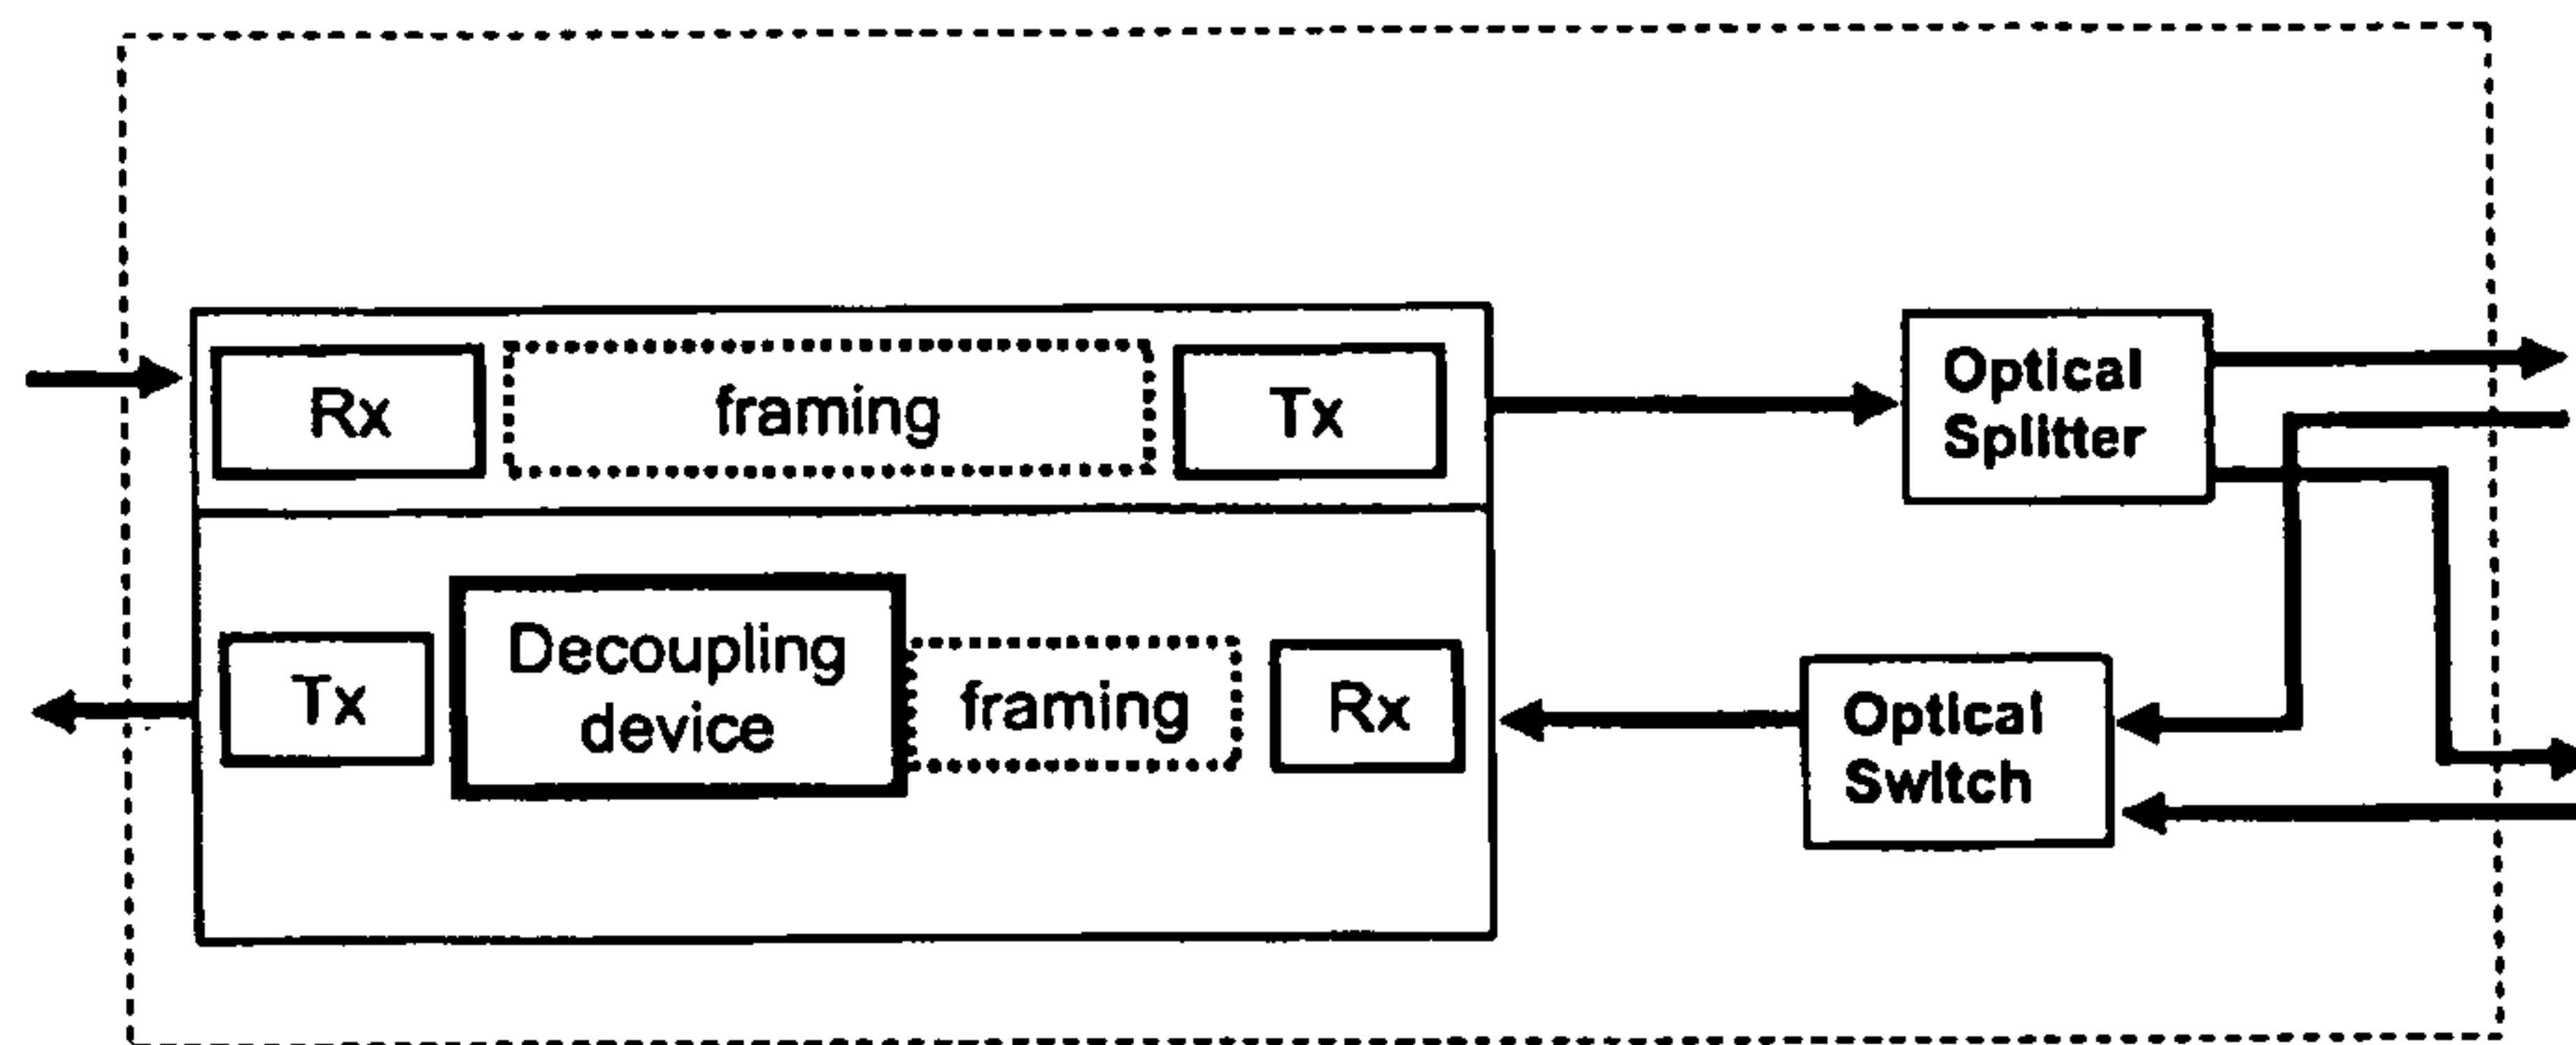 Rx
framing
Tx
Optical
Splitter
Tx
Decoupling
device
framing
Rx
Optical
Switch